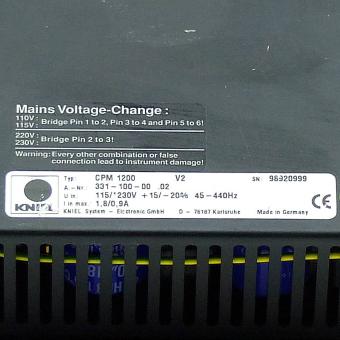 Mains Voltage-Change :
110V: Bridge Pin 1 to 2, Pin 3 to 4 and Pin 5 to 6!
115V:
220V: Bridge Pin 2 to 3!
230V:
Warning: Every other combination or false
connection lead to instrument damage!
KNIEL
Typ: CPM 1200 V2 SN: 98920999
A.-Nr.: 331-100-00 .02
U in: 115/230V +15/-20% 45-440Hz
I in max.: 1,8/0,9A
KNIEL System - Electronic GmbH D - 76187 Karlsruhe Made in Germany
CE